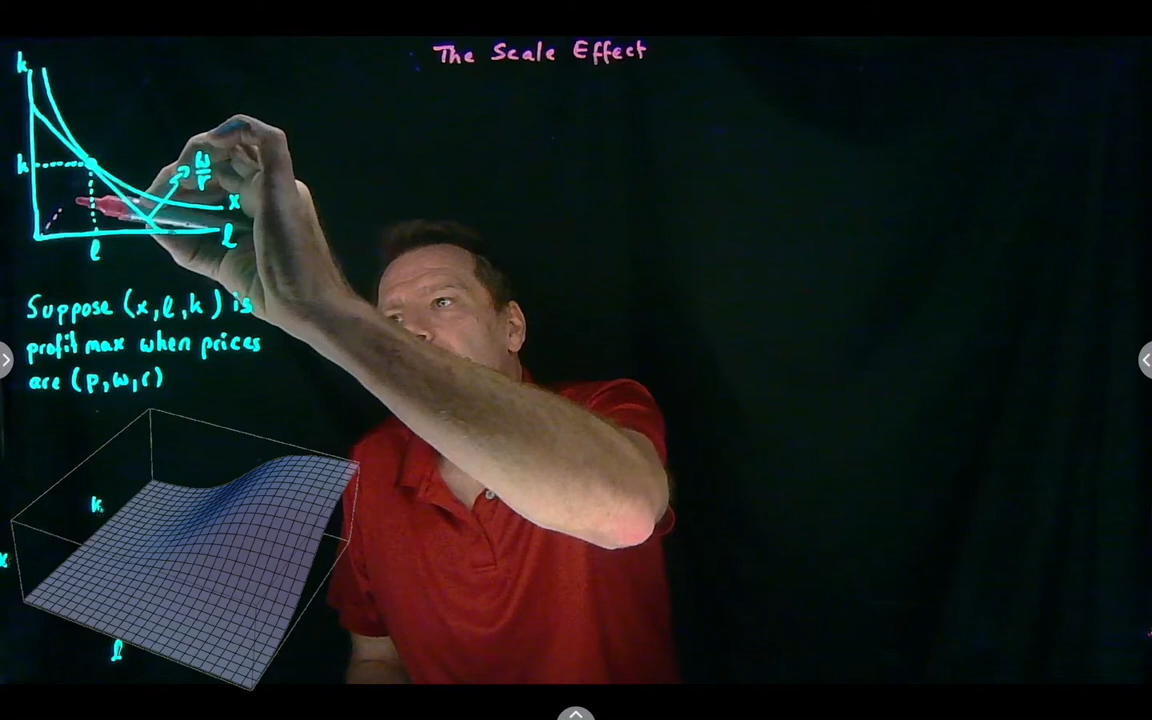 The Scale Effect
k
k
w
r
x
l
l
Suppose (x,l,k) is
profit max when prices
are (p,w,r)
k
x
l